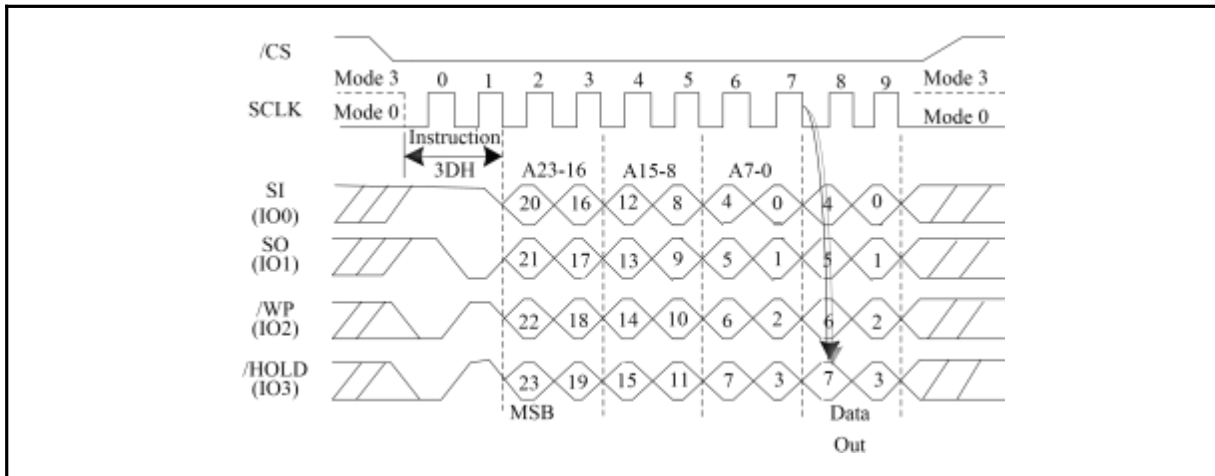 /CS
Mode 3 0 1 2 3 4 5 6 7 8 9 Mode 3
SCLK
Mode 0 Mode 0
Instruction
3DH A23-16 A15-8 A7-0
SI
(IO0)
20 16 12 8 4 0 4 0
SO
(IO1)
21 17 13 9 5 1 5 1
/WP
(IO2)
22 18 14 10 6 2 6 2
/HOLD
(IO3)
23 19 15 11 7 3 7 3
MSB Data
Out